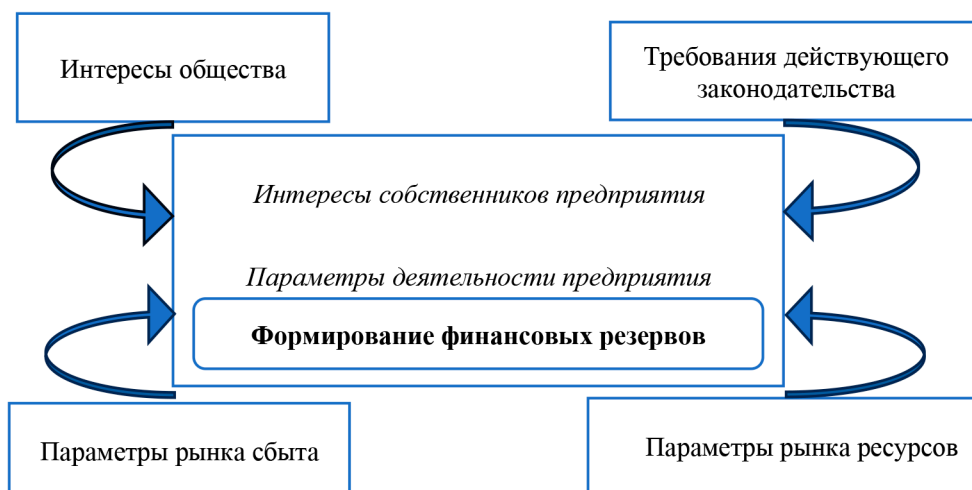 Интересы общества
Требования действующего
законодательства
Интересы собственников предприятия
Параметры деятельности предприятия
Формирование финансовых резервов
Параметры рынка сбыта
Параметры рынка ресурсов